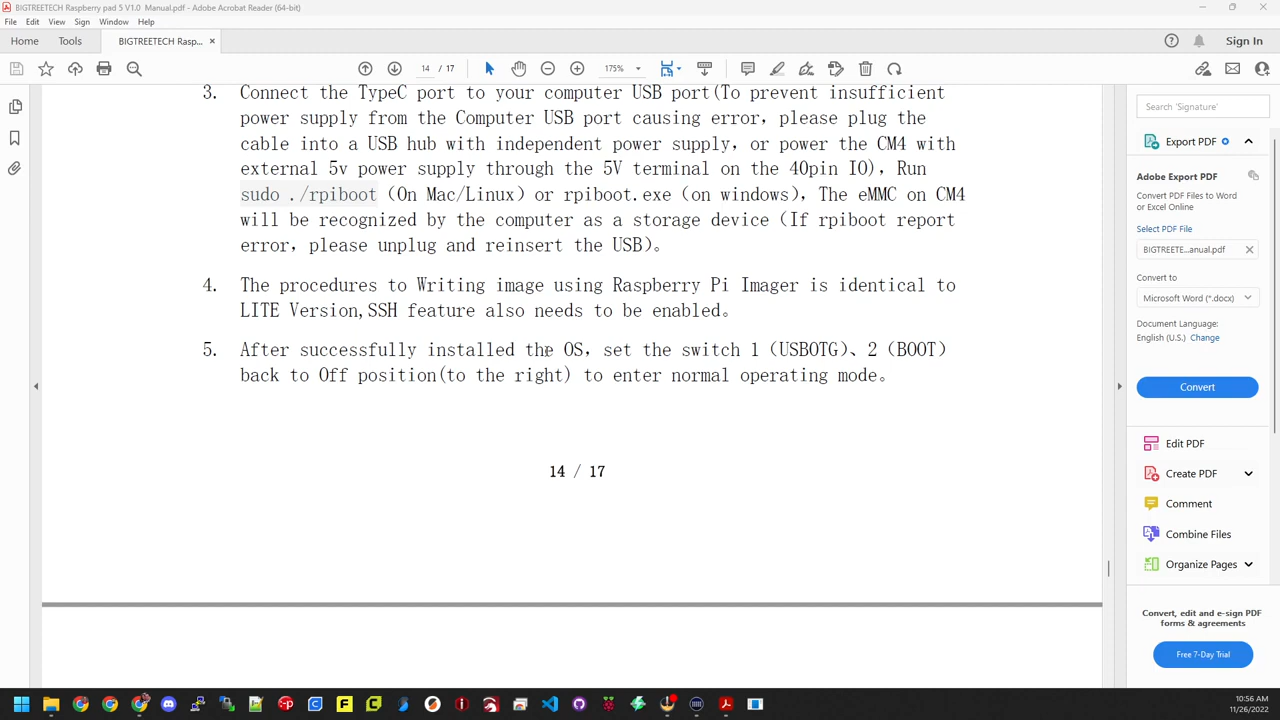 BIGTREETECH Raspberry pad 5 V1.0  Manual.pdf - Adobe Acrobat Reader (64-bit)
File Edit View Sign Window Help
Home Tools BIGTREETECH Rasp... × Sign In
14 / 17 175%
3. Connect the TypeC port to your computer USB port(To prevent insufficient
power supply from the Computer USB port causing error, please plug the
cable into a USB hub with independent power supply, or power the CM4 with
external 5v power supply through the 5V terminal on the 40pin IO), Run
sudo ./rpiboot (On Mac/Linux) or rpiboot.exe (on windows), The eMMC on CM4
will be recognized by the computer as a storage device (If rpiboot report
error, please unplug and reinsert the USB)。
4. The procedures to Writing image using Raspberry Pi Imager is identical to
LITE Version,SSH feature also needs to be enabled。
5. After successfully installed the OS, set the switch 1 (USBOTG)、2 (BOOT)
back to Off position(to the right) to enter normal operating mode。
14 / 17
Search 'Signature'
Export PDF
Adobe Export PDF
Convert PDF Files to Word
or Excel Online
Select PDF File
BIGTREETE...anual.pdf
Convert to
Microsoft Word (*.docx)
Document Language:
English (U.S.) Change
Convert
Edit PDF
Create PDF
Comment
Combine Files
Organize Pages
Convert, edit and e-sign PDF
forms & agreements
Free 7-Day Trial
10:56 AM
11/26/2022